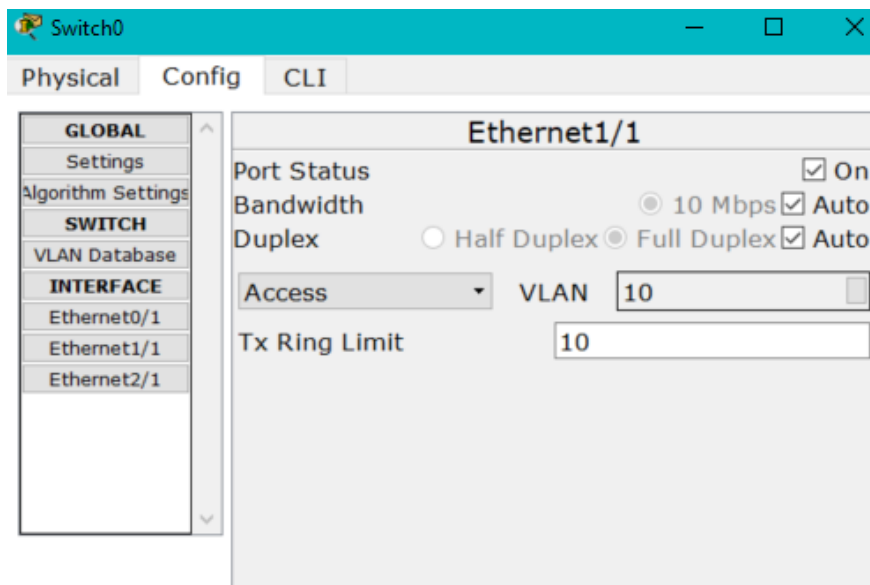 Switch0
Physical Config CLI
GLOBAL
Settings
Algorithm Settings
SWITCH
VLAN Database
INTERFACE
Ethernet0/1
Ethernet1/1
Ethernet2/1
Ethernet1/1
Port Status On
Bandwidth 10 Mbps Auto
Duplex Half Duplex Full Duplex Auto
Access VLAN 10
Tx Ring Limit 10